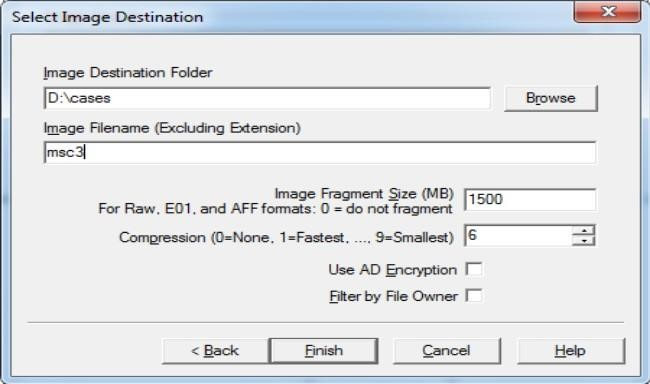 Select Image Destination
Image Destination Folder
D:\cases
Browse
Image Filename (Excluding Extension)
msc3
Image Fragment Size (MB)
1500
For Raw, E01, and AFF formats: 0 = do not fragment
Compression (0=None, 1=Fastest, ..., 9=Smallest)
6
Use AD Encryption
Filter by File Owner
< Back
Finish
Cancel
Help